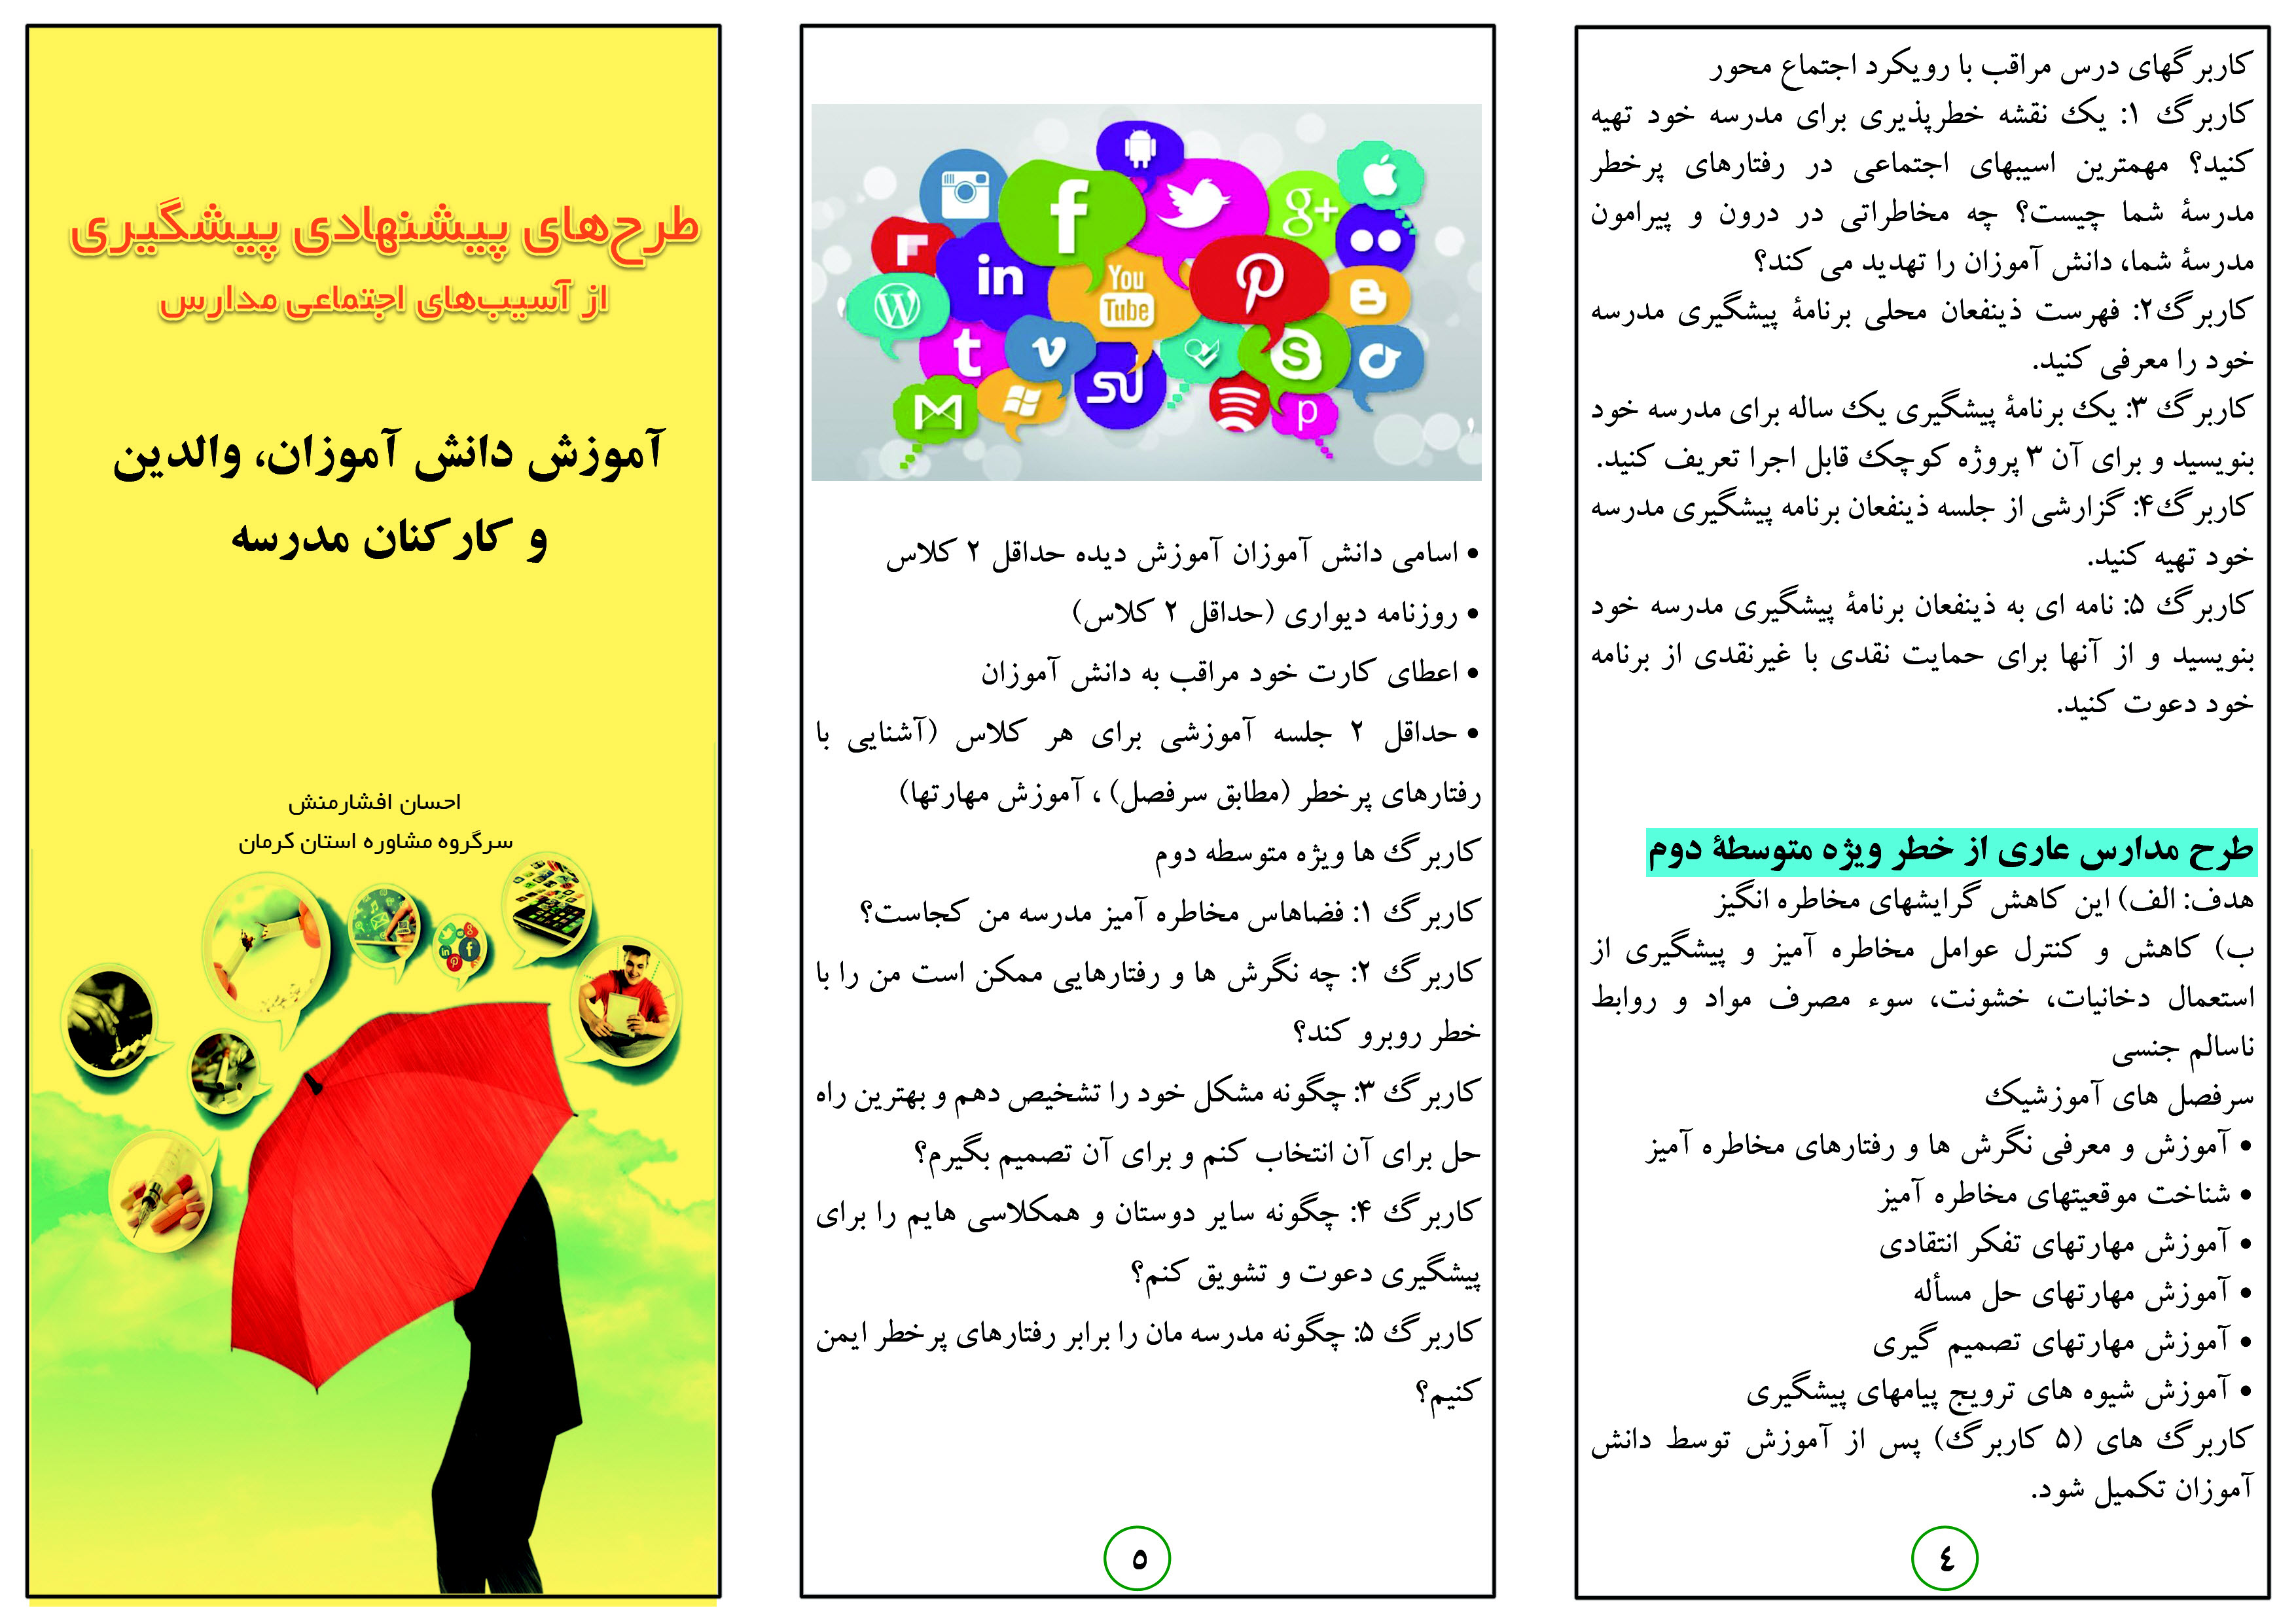 طرح‌های پیشنهادی پیشگیری
از آسیب‌های اجتماعی مدارس
آموزش دانش آموزان، والدین
و کارکنان مدرسه
احسان افشارمنش
سرگروه مشاوره استان کرمان
کاربرگهای درس مراقب با رویکرد اجتماع محور
کاربرگ ۱: یک نقشه خطرپذیری برای مدرسه خود تهیه
کنید؟ مهمترین اسیبهای اجتماعی در رفتارهای پرخطر
مدرسهٔ شما چیست؟ چه مخاطراتی در درون و پیرامون
مدرسهٔ شما، دانش آموزان را تهدید می کند؟
کاربرگ۲: فهرست ذینفعان محلی برنامهٔ پیشگیری مدرسه
خود را معرفی کنید.
کاربرگ ۳: یک برنامهٔ پیشگیری یک ساله برای مدرسه خود
بنویسید و برای آن ۳ پروژه کوچک قابل اجرا تعریف کنید.
کاربرگ۴: گزارشی از جلسه ذینفعان برنامه پیشگیری مدرسه
خود تهیه کنید.
کاربرگ ۵: نامه ای به ذینفعان برنامهٔ پیشگیری مدرسه خود
بنویسید و از آنها برای حمایت نقدی با غیرنقدی از برنامه
خود دعوت کنید.
طرح مدارس عاری از خطر ویژه متوسطهٔ دوم
هدف: الف) این کاهش گرایشهای مخاطره انگیز
ب) کاهش و کنترل عوامل مخاطره آمیز و پیشگیری از
استعمال دخانیات، خشونت، سوء مصرف مواد و روابط
ناسالم جنسی
سرفصل های آموزشیک
• آموزش و معرفی نگرش ها و رفتارهای مخاطره آمیز
• شناخت موقعیتهای مخاطره آمیز
• آموزش مهارتهای تفکر انتقادی
• آموزش مهارتهای حل مسأله
• آموزش مهارتهای تصمیم گیری
• آموزش شیوه های ترویج پیامهای پیشگیری
کاربرگ های (۵ کاربرگ) پس از آموزش توسط دانش
آموزان تکمیل شود.
٤
f
g+
F
in
You
Tube
t
v
p
• اسامی دانش آموزان آموزش دیده حداقل ۲ کلاس
• روزنامه دیواری (حداقل ۲ کلاس)
• اعطای کارت خود مراقب به دانش آموزان
• حداقل ۲ جلسه آموزشی برای هر کلاس (آشنایی با
رفتارهای پرخطر (مطابق سرفصل) ، آموزش مهارتها)
کاربرگ ها ویژه متوسطه دوم
کاربرگ ۱: فضاهاس مخاطره آمیز مدرسه من کجاست؟
کاربرگ ۲: چه نگرش ها و رفتارهایی ممکن است من را با
خطر روبرو کند؟
کاربرگ ۳: چگونه مشکل خود را تشخیص دهم و بهترین راه
حل برای آن انتخاب کنم و برای آن تصمیم بگیرم؟
کاربرگ ۴: چگونه سایر دوستان و همکلاسی هایم را برای
پیشگیری دعوت و تشویق کنم؟
کاربرگ ۵: چگونه مدرسه مان را برابر رفتارهای پرخطر ایمن
کنیم؟
٥